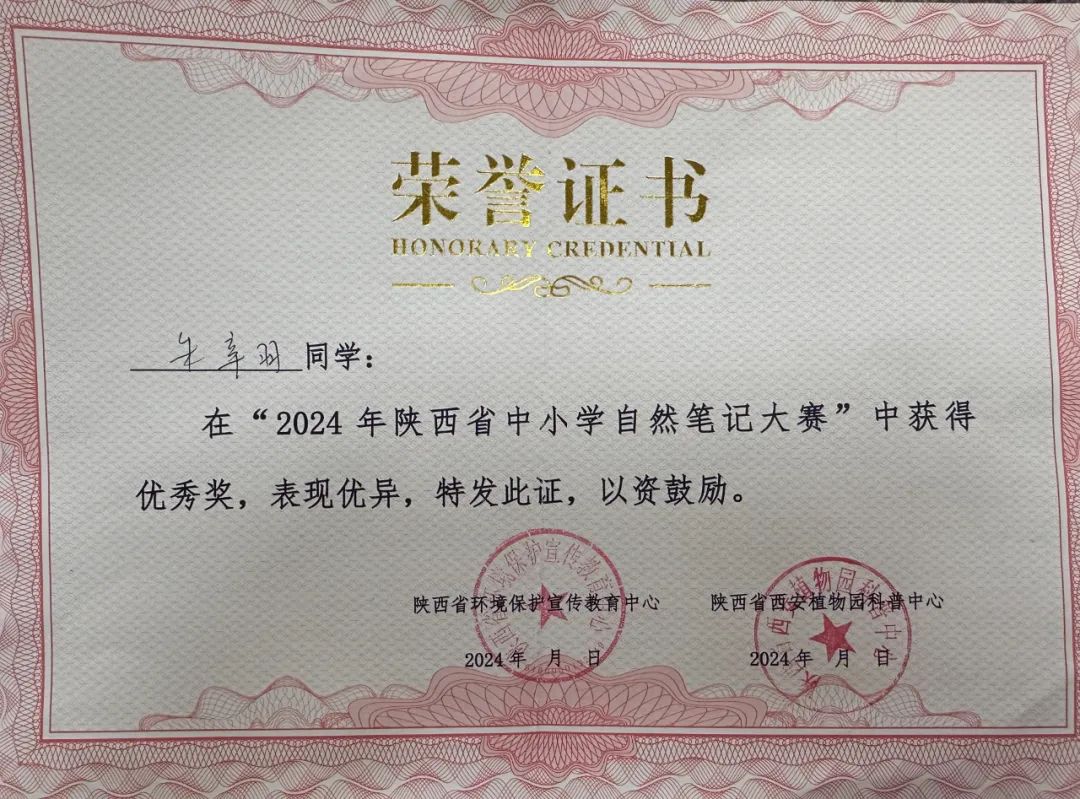 荣誉证书
HONORARY CREDENTIAL
朱梓羽同学：
在“2024年陕西省中小学自然笔记大赛”中获得
优秀奖，表现优异，特发此证，以资鼓励。
陕西省环境保护宣传教育中心 陕西省西安植物园科普中心
2024年 月 日 2024年 月 日